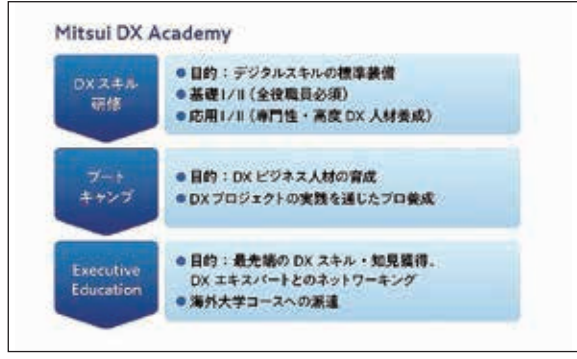 Mitsui DX Academy
DXスキル
研修
● 目的：デジタルスキルの標準装備
● 基礎I/II（全役職員必須）
● 応用I/II（専門性・高度DX人材養成）
ブート
キャンプ
● 目的：DXビジネス人材の育成
● DXプロジェクトの実践を通じたプロ養成
Executive
Education
● 目的：最先端のDXスキル・知見獲得、
DXエキスパートとのネットワーキング
● 海外大学コースへの派遣